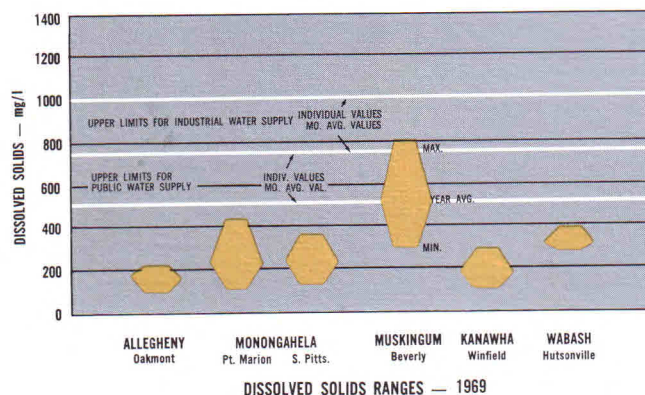 1400
1200
1000
800
600
400
200
0
DISSOLVED SOLIDS — mg/l
INDIVIDUAL VALUES
UPPER LIMITS FOR INDUSTRIAL WATER SUPPLY
MO. AVG. VALUES
MAX.
UPPER LIMITS FOR
PUBLIC WATER SUPPLY
INDIV. VALUES
MO. AVG. VAL.
YEAR AVG.
MIN.
ALLEGHENY
Oakmont
MONONGAHELA
Pt. Marion
S. Pitts.
MUSKINGUM
Beverly
KANAWHA
Winfield
WABASH
Hutsonville
DISSOLVED SOLIDS RANGES — 1969